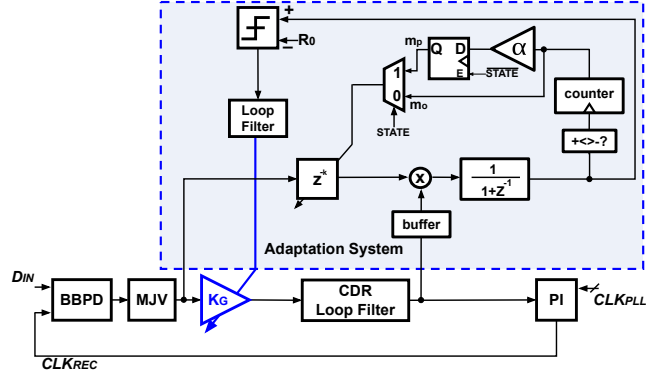 +
−
R0
mp
Q
D
E
STATE
α
1
0
mo
STATE
counter
Loop
Filter
+<>-?
z-k
x
1
1+Z-1
buffer
Adaptation System
DIN
BBPD
MJV
KG
CDR
Loop Filter
PI
CLKPLL
CLKREC